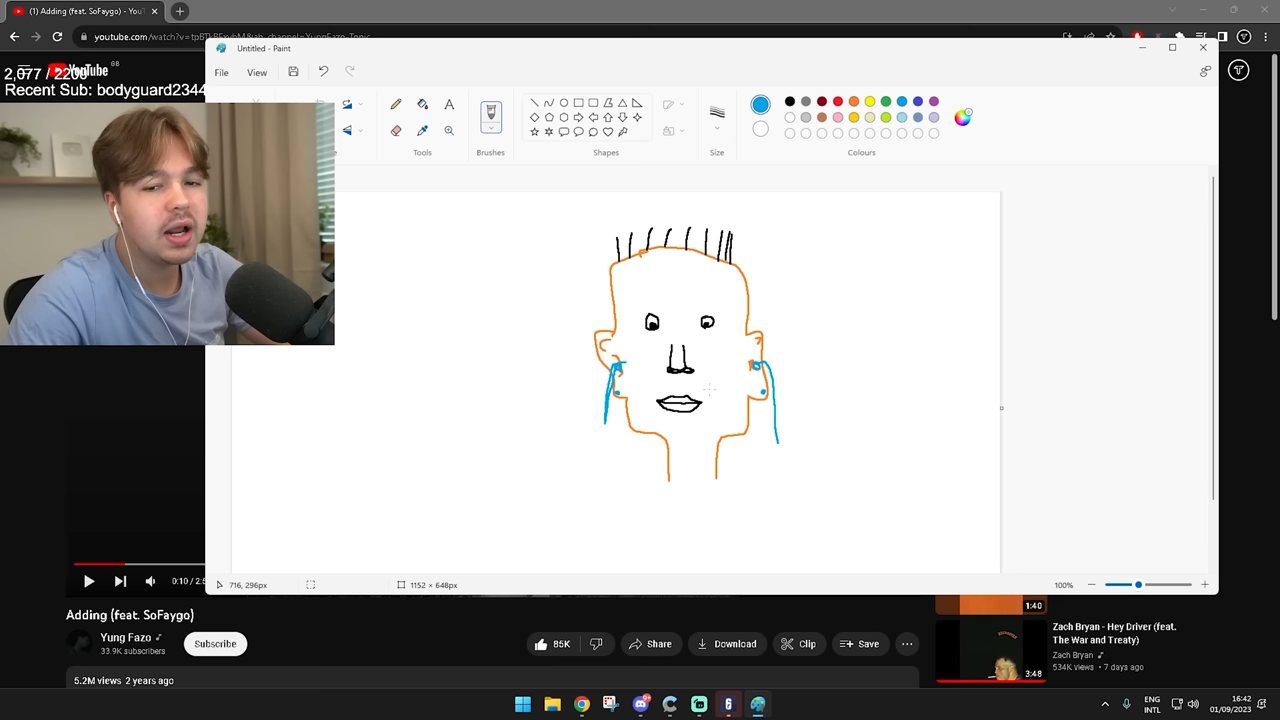 (1) Adding (feat. SoFaygo) - YouT
Untitled - Paint
File
View
2,077 / 2200
YouTube
GB
Recent Sub: bodyguard2344
Tools
Brushes
Shapes
Size
Colours
716, 296px
1152 × 648px
100%
0:10
Adding (feat. SoFaygo)
Yung Fazo
33.9K subscribers
Subscribe
85K
Share
Download
Clip
Save
5.2M views 2 years ago
1:40
3:48
Zach Bryan - Hey Driver (feat.
The War and Treaty)
Zach Bryan
534K views • 7 days ago
ENG
INTL
16:42
01/09/2023